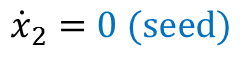 ẋ₂ = 0 (seed)